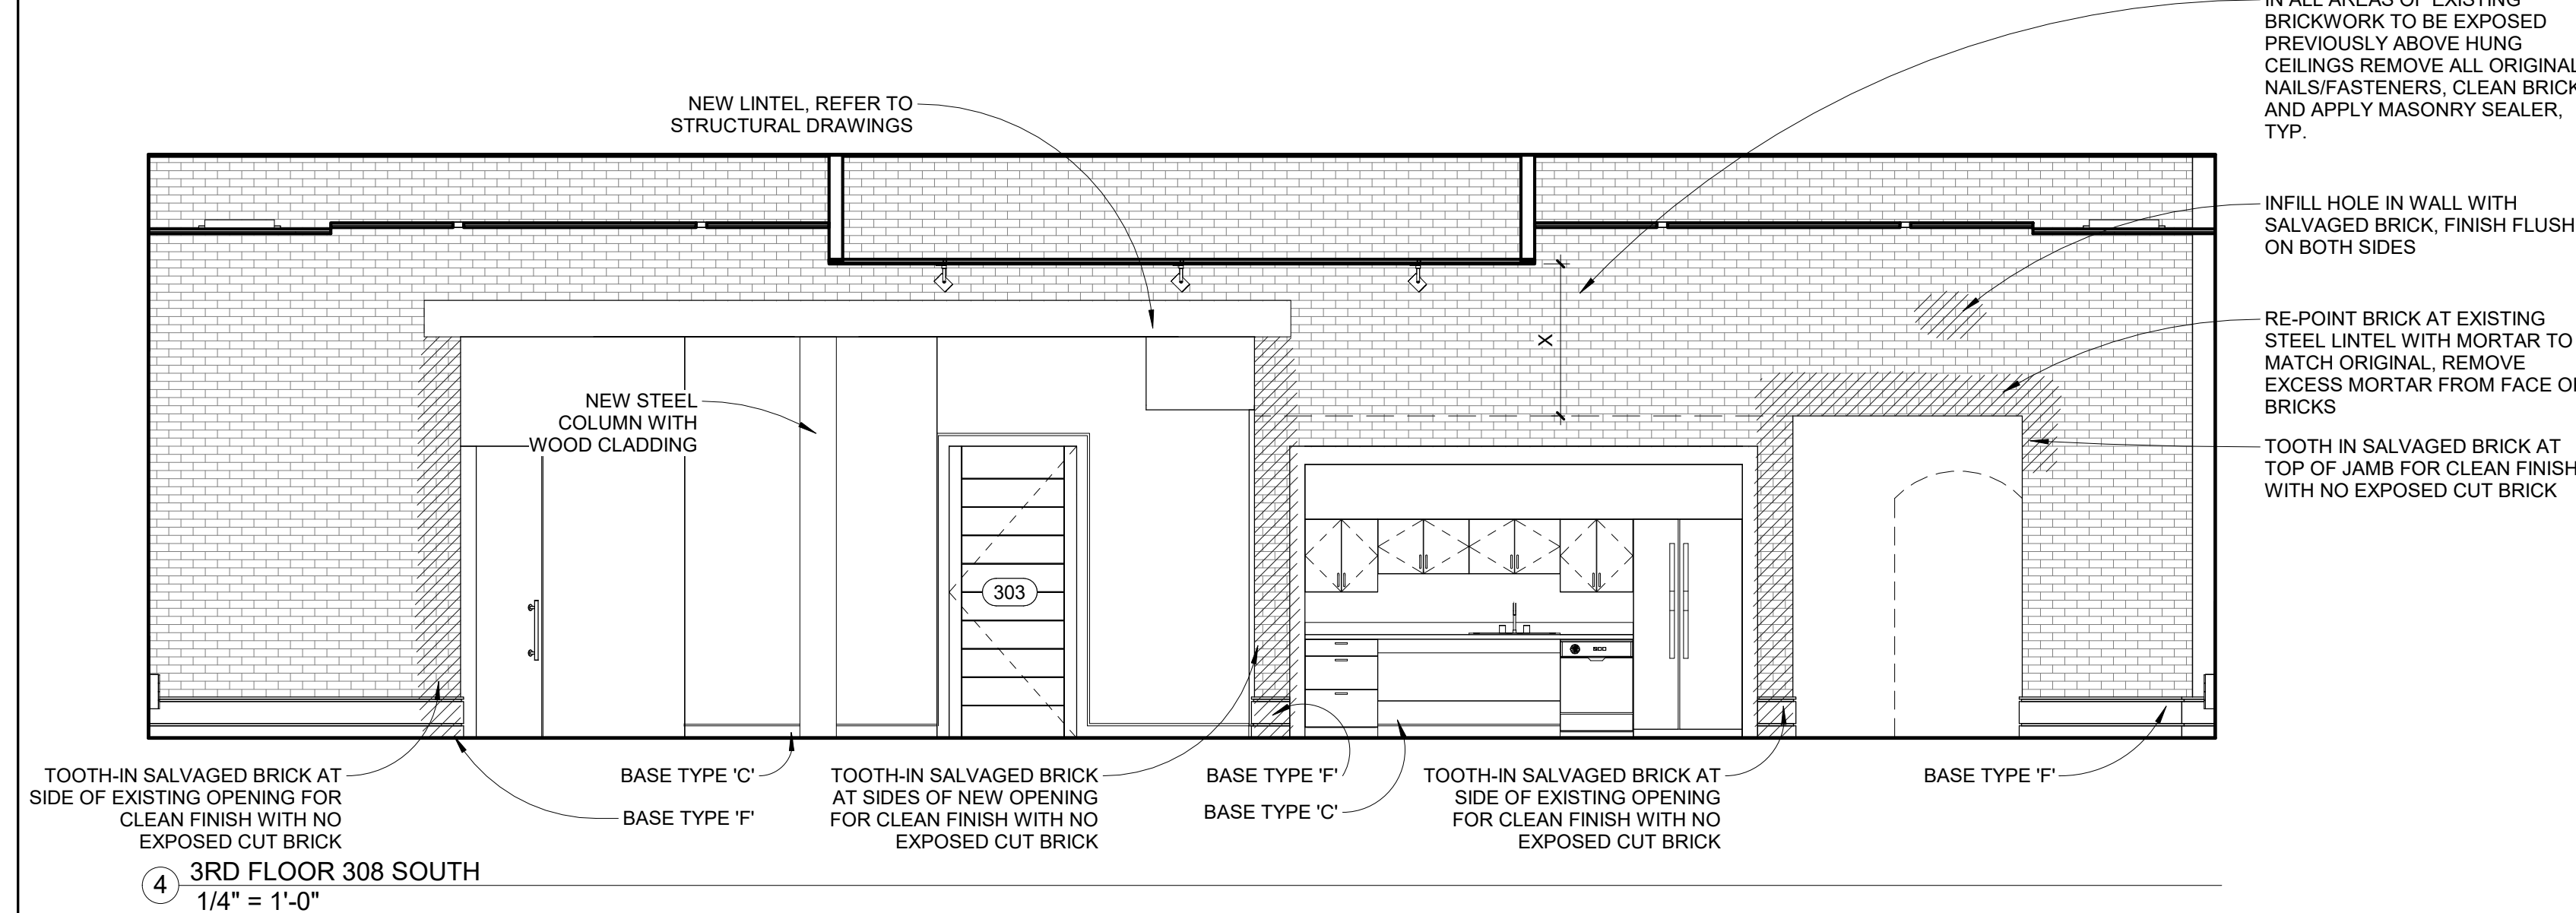 IN ALL AREAS OF EXISTING
BRICKWORK TO BE EXPOSED
PREVIOUSLY ABOVE HUNG
CEILINGS REMOVE ALL ORIGINAL
NAILS/FASTENERS, CLEAN BRICK
AND APPLY MASONRY SEALER,
TYP.
NEW LINTEL, REFER TO
STRUCTURAL DRAWINGS
INFILL HOLE IN WALL WITH
SALVAGED BRICK, FINISH FLUSH
ON BOTH SIDES
RE-POINT BRICK AT EXISTING
STEEL LINTEL WITH MORTAR TO
MATCH ORIGINAL, REMOVE
EXCESS MORTAR FROM FACE OF
BRICKS
X
NEW STEEL
COLUMN WITH
WOOD CLADDING
TOOTH IN SALVAGED BRICK AT
TOP OF JAMB FOR CLEAN FINISH
WITH NO EXPOSED CUT BRICK
303
TOOTH-IN SALVAGED BRICK AT
SIDE OF EXISTING OPENING FOR
CLEAN FINISH WITH NO
EXPOSED CUT BRICK
BASE TYPE 'C'
BASE TYPE 'F'
TOOTH-IN SALVAGED BRICK
AT SIDES OF NEW OPENING
FOR CLEAN FINISH WITH NO
EXPOSED CUT BRICK
BASE TYPE 'F'
BASE TYPE 'C'
TOOTH-IN SALVAGED BRICK AT
SIDE OF EXISTING OPENING
FOR CLEAN FINISH WITH NO
EXPOSED CUT BRICK
BASE TYPE 'F'
4
3RD FLOOR 308 SOUTH
1/4" = 1'-0"